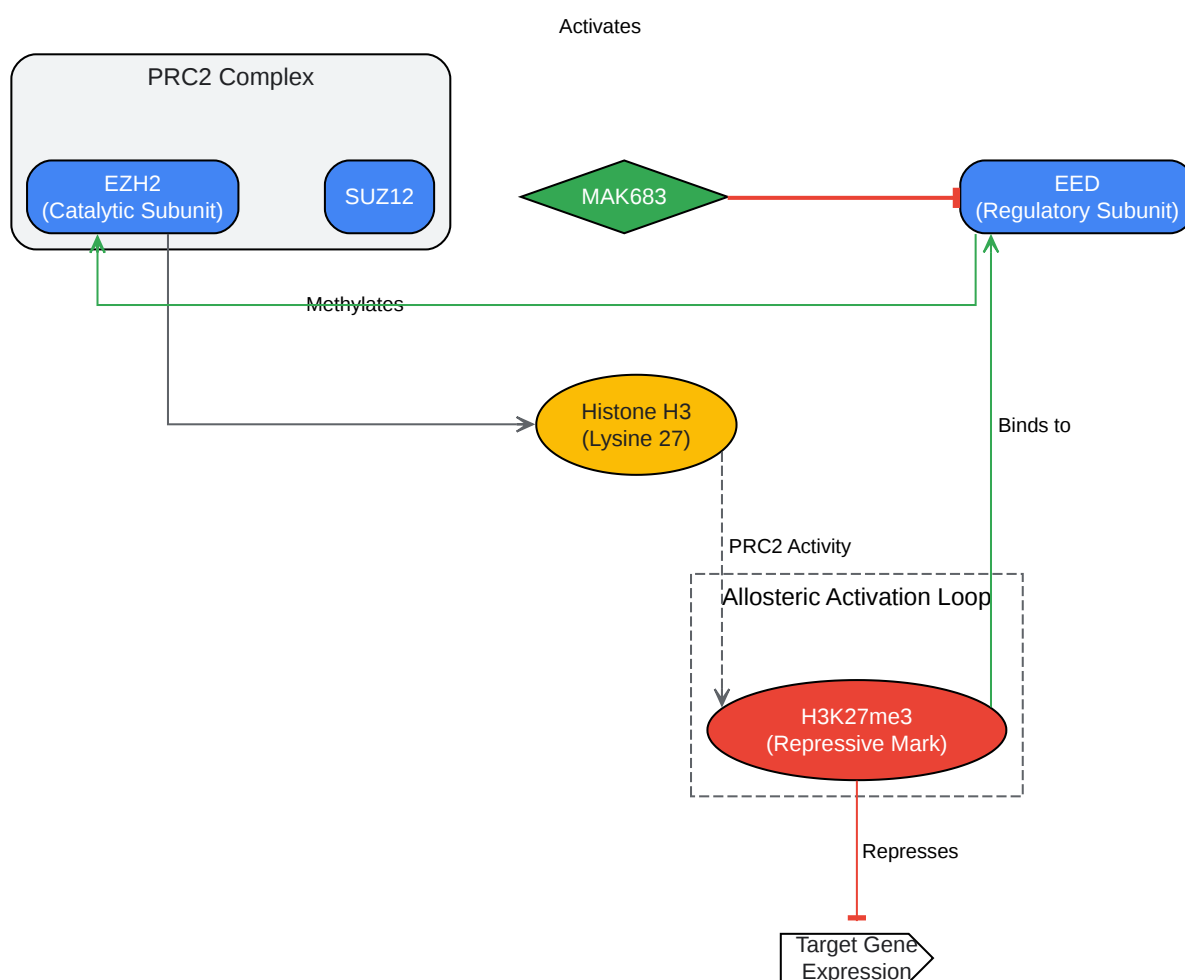 Activates
PRC2 Complex
EZH2
(Catalytic Subunit)
SUZ12
MAK683
EED
(Regulatory Subunit)
Methylates
Histone H3
(Lysine 27)
Binds to
PRC2 Activity
Allosteric Activation Loop
H3K27me3
(Repressive Mark)
Represses
Target Gene
Expression